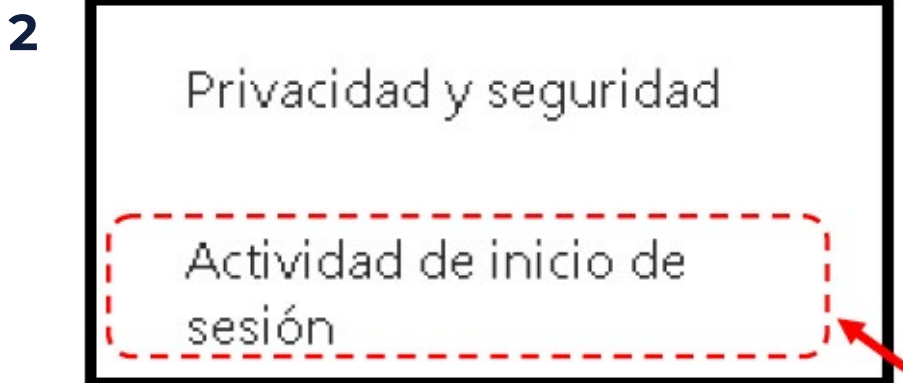 2
Privacidad y seguridad
Actividad de inicio de
sesión